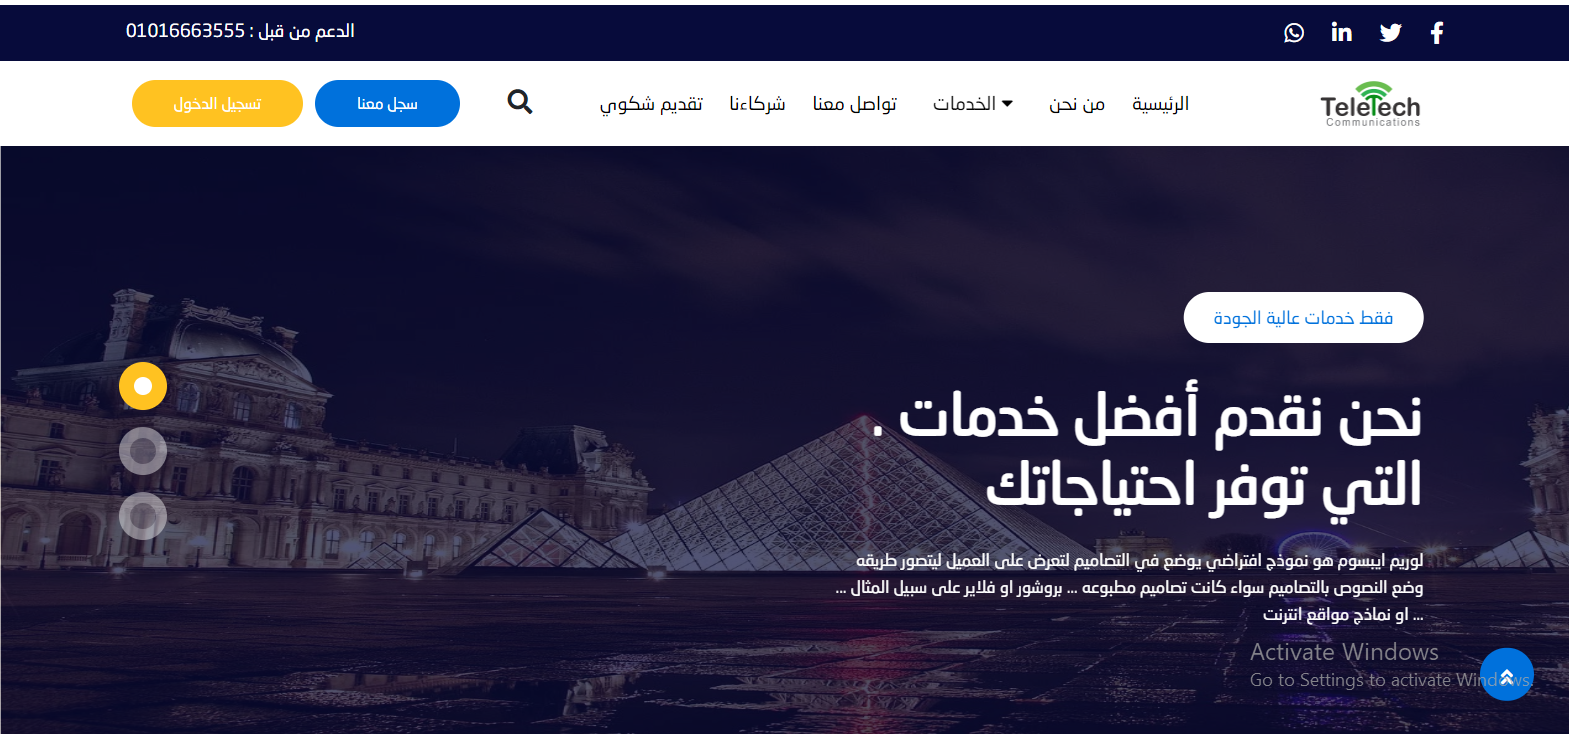 الدعم من قبل : 01016663555
TeleTech
Communications
الرئيسية
من نحن
الخدمات
تواصل معنا
شركاءنا
تقديم شكوي
سجل معنا
تسجيل الدخول
فقط خدمات عالية الجودة
نحن نقدم أفضل خدمات .
التي توفر احتياجاتك
لوريم ايبسوم هو نموذج افتراضي يوضع في التصاميم لتعرض على العميل ليتصور طريقه
وضع النصوص بالتصاميم سواء كانت تصاميم مطبوعه ... بروشور او فلاير على سبيل المثال ...
... او نماذج مواقع انترنت
Activate Windows
Go to Settings to activate Windows.